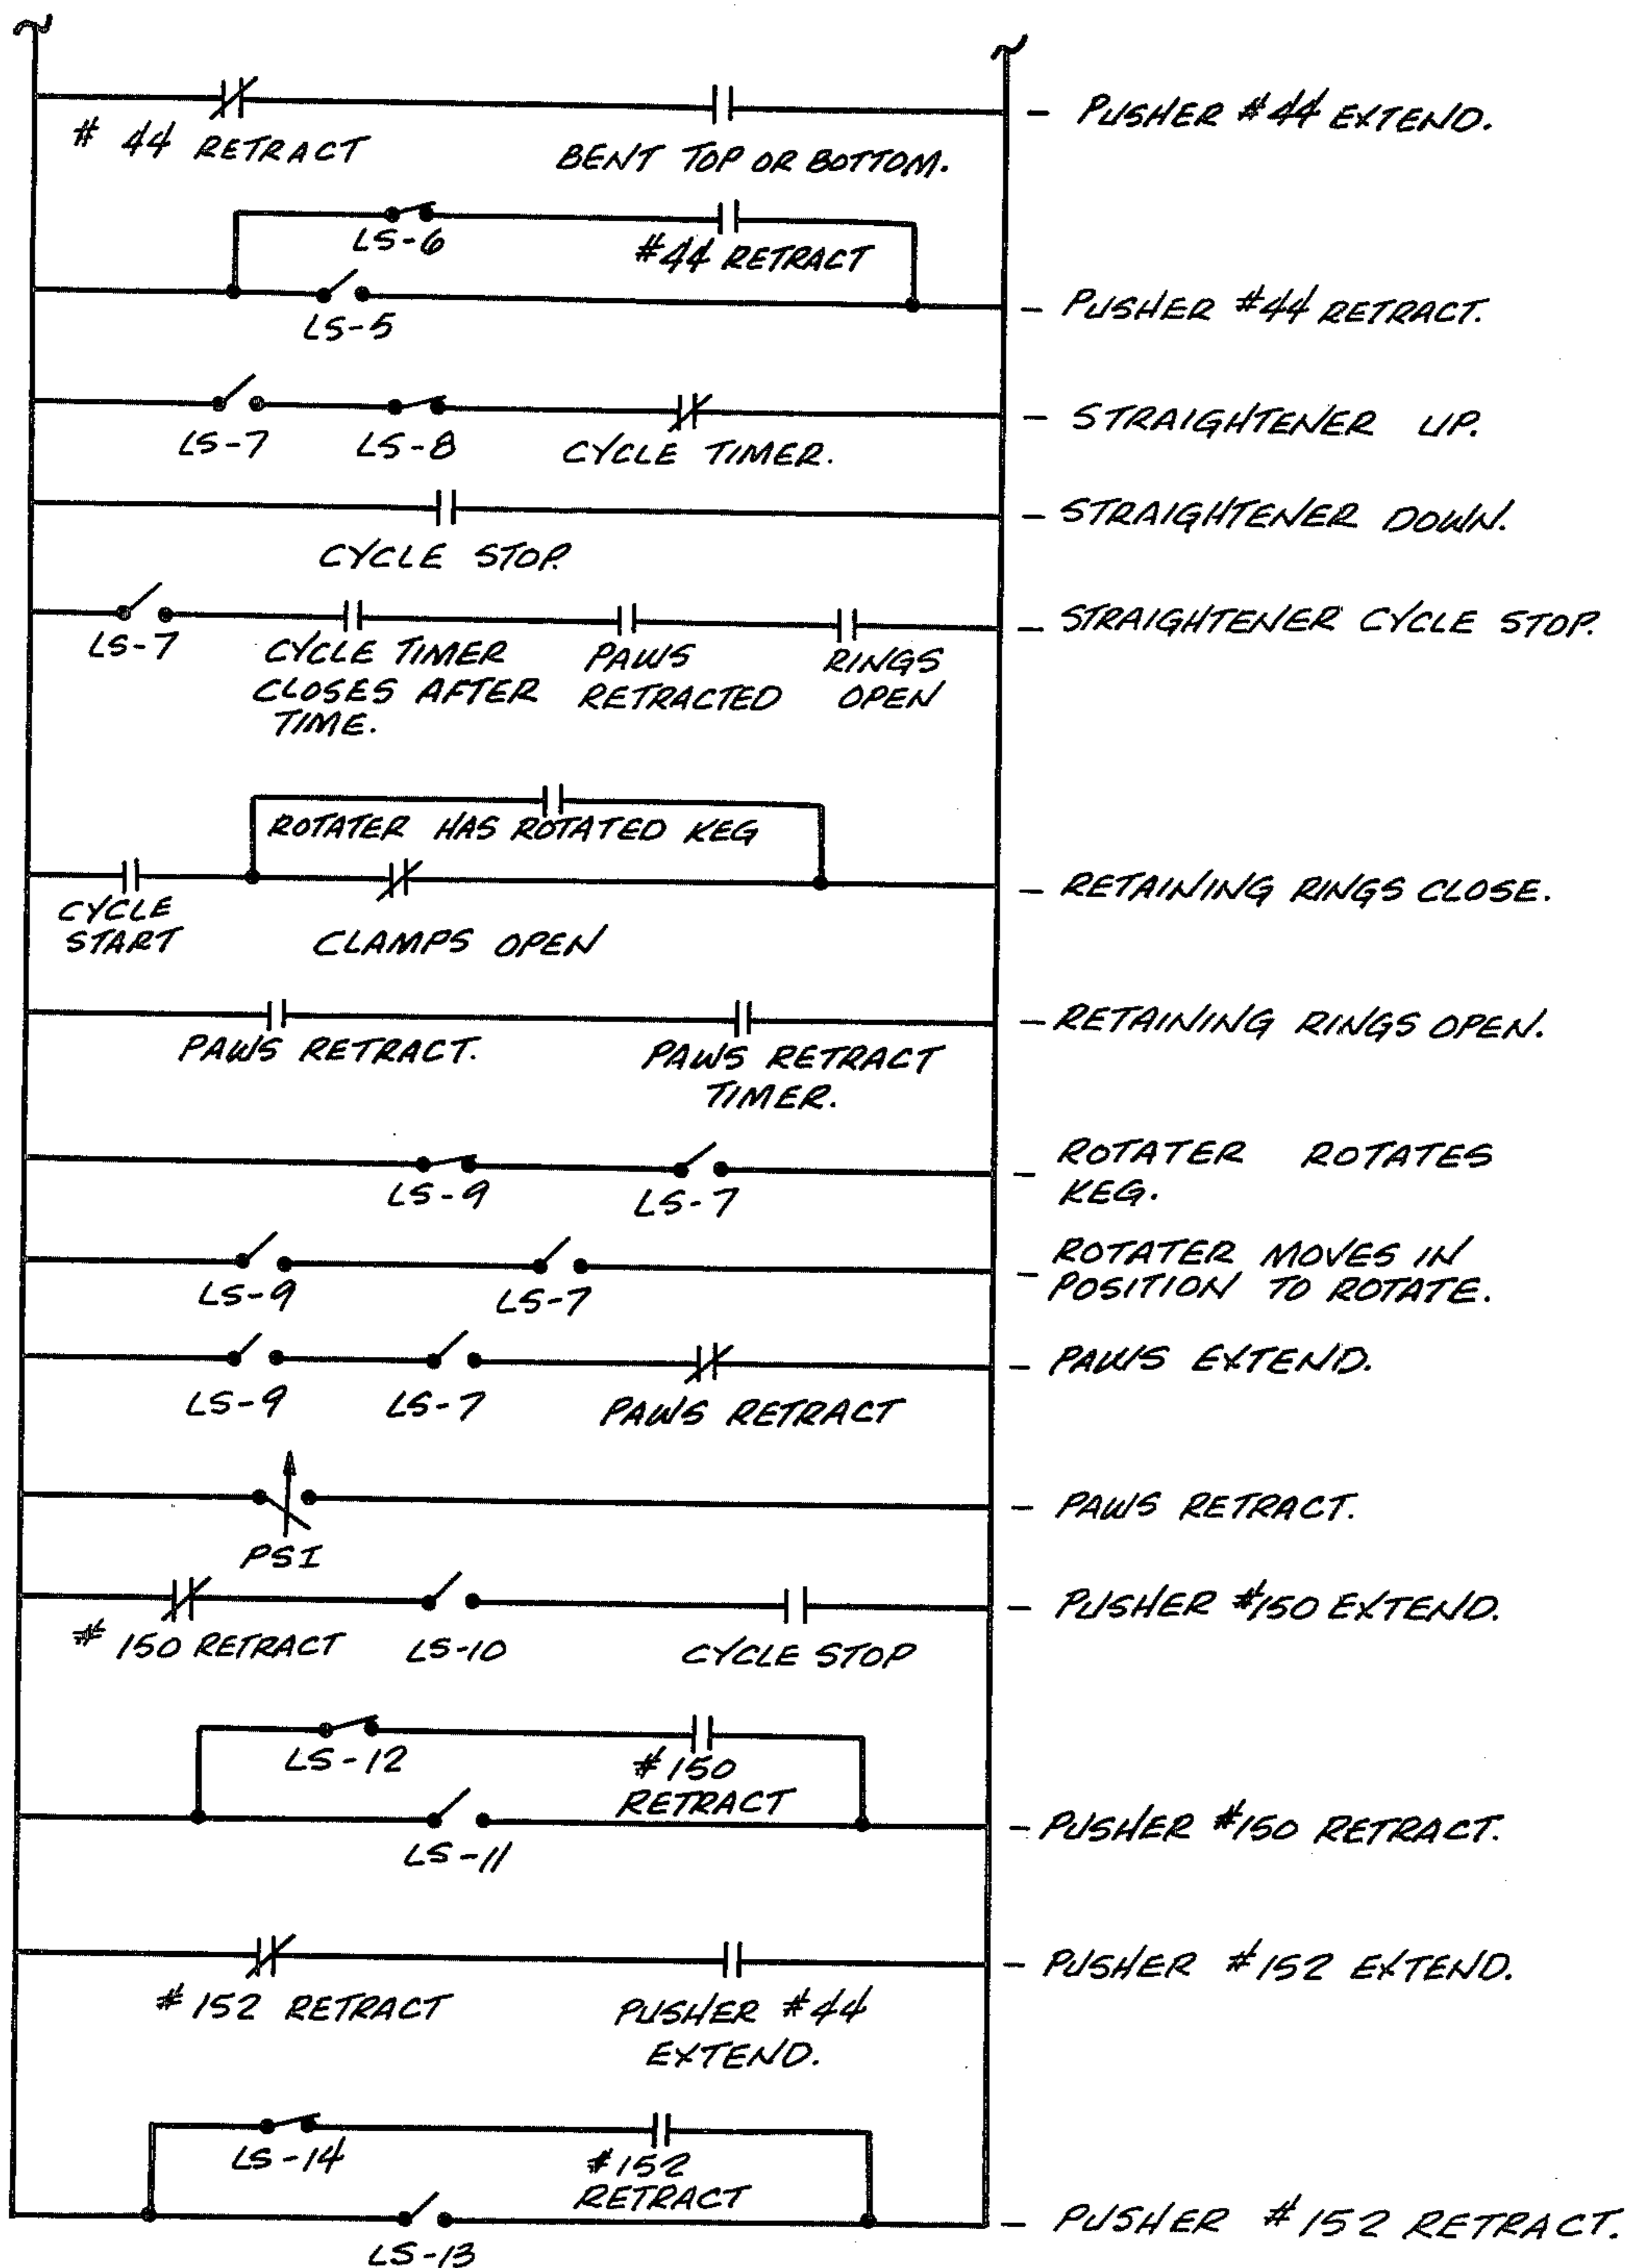 # 44 RETRACT
BENT TOP OR BOTTOM.
- PUSHER #44 EXTEND.
LS-6
#44 RETRACT
LS-5
- PUSHER #44 RETRACT.
LS-7
LS-8
CYCLE TIMER.
- STRAIGHTENER UP.
CYCLE STOP.
- STRAIGHTENER DOWN.
LS-7
CYCLE TIMER
CLOSES AFTER
TIME.
PAWS
RETRACTED
RINGS
OPEN
- STRAIGHTENER CYCLE STOP.
ROTATER HAS ROTATED KEG
CYCLE
START
CLAMPS OPEN
- RETAINING RINGS CLOSE.
PAWS RETRACT.
PAWS RETRACT
TIMER.
- RETAINING RINGS OPEN.
LS-9
LS-7
- ROTATER ROTATES
KEG.
LS-9
LS-7
- ROTATER MOVES IN
POSITION TO ROTATE.
LS-9
LS-7
PAWS RETRACT
- PAWS EXTEND.
PSI
- PAWS RETRACT.
# 150 RETRACT
LS-10
CYCLE STOP
- PUSHER #150 EXTEND.
LS-12
#150
RETRACT
LS-11
- PUSHER #150 RETRACT.
# 152 RETRACT
PUSHER #44
EXTEND.
- PUSHER #152 EXTEND.
LS-14
#152
RETRACT
LS-13
- PUSHER #152 RETRACT.